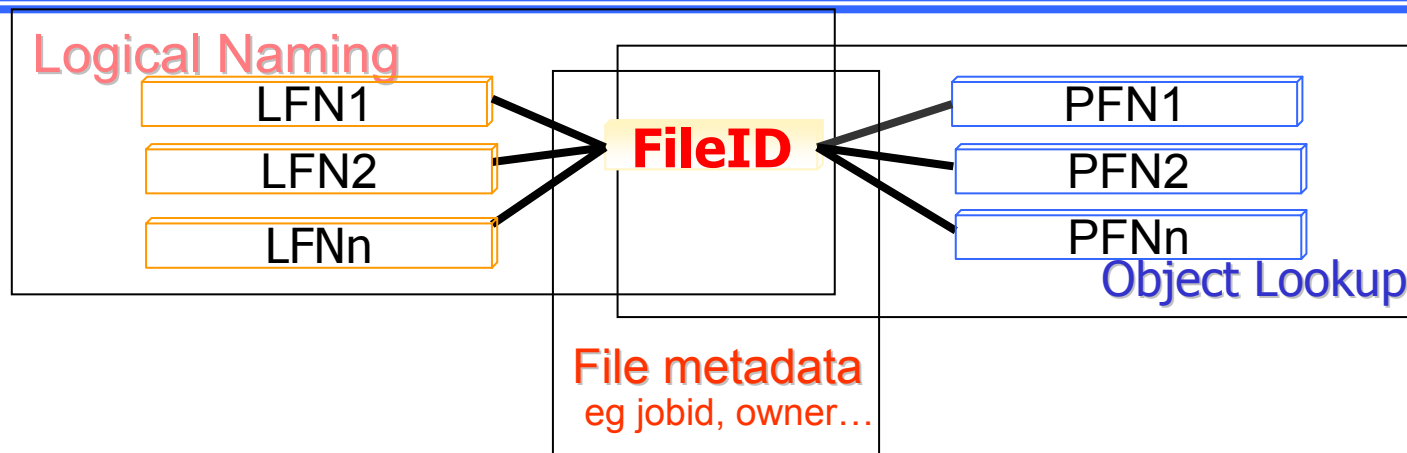 Logical Naming
LFN1
LFN2
LFNn
FileID
PFN1
PFN2
PFNn
Object Lookup
File metadata
eg jobid, owner…